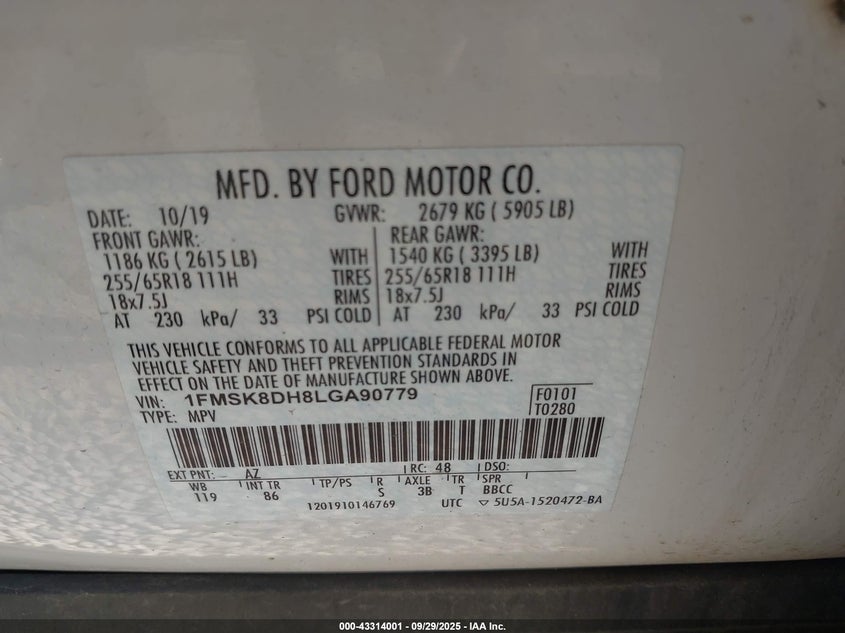 MFD. BY FORD MOTOR CO.
DATE: 10/19 GVWR: 2679 KG ( 5905 LB)
FRONT GAWR: REAR GAWR:
1186 KG ( 2615 LB) WITH 1540 KG ( 3395 LB) WITH
255/65R18 111H TIRES 255/65R18 111H TIRES
18x7.5J RIMS 18x7.5J RIMS
AT 230 kPa/ 33 PSI COLD AT 230 kPa/ 33 PSI COLD
THIS VEHICLE CONFORMS TO ALL APPLICABLE FEDERAL MOTOR
VEHICLE SAFETY AND THEFT PREVENTION STANDARDS IN
EFFECT ON THE DATE OF MANUFACTURE SHOWN ABOVE.
VIN: 1FMSK8DH8LGA90779 F0101
TYPE: MPV T0280
EXT PNT: AZ RC: 48 DSO:
WB INT TR TP/PS R AXLE TR SPR
119 86 S 3B T BBCC
1201910146769 UTC ▽ 5U5A-1520472-BA
000-43314001 | 09/29/2025 - IAA Inc.